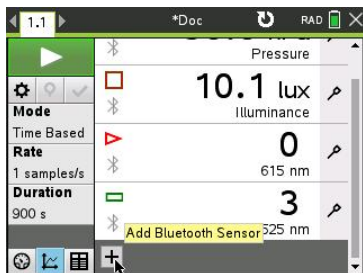 1.1
*Doc
RAD
Pressure
10.1 lux
Illuminance
Mode
Time Based
Rate
1 samples/s
Duration
900 s
0
615 nm
3
525 nm
Add Bluetooth Sensor